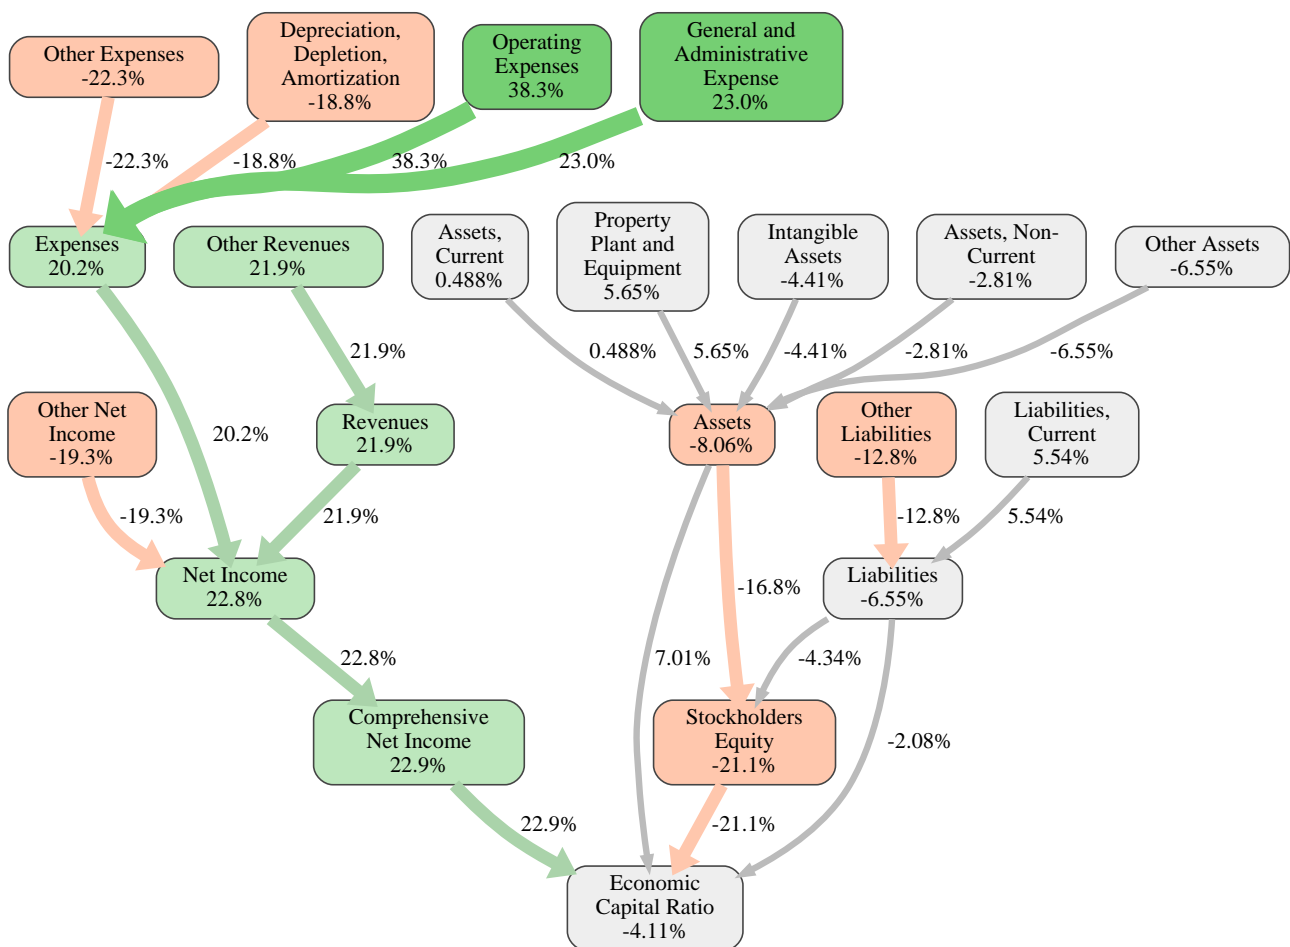 Other Expenses
-22.3%
Depreciation,
Depletion,
Amortization
-18.8%
Operating
Expenses
38.3%
General and
Administrative
Expense
23.0%
-22.3%
-18.8%
38.3%
23.0%
Expenses
20.2%
Other Revenues
21.9%
Assets,
Current
0.488%
Property
Plant and
Equipment
5.65%
Intangible
Assets
-4.41%
Assets, Non-
Current
-2.81%
Other Assets
-6.55%
21.9%
0.488%
5.65%
-4.41%
-2.81%
-6.55%
Other Net
Income
-19.3%
20.2%
Revenues
21.9%
Assets
-8.06%
Other
Liabilities
-12.8%
Liabilities,
Current
5.54%
-19.3%
21.9%
-12.8%
5.54%
Net Income
22.8%
-16.8%
Liabilities
-6.55%
22.8%
7.01%
-4.34%
Comprehensive
Net Income
22.9%
Stockholders
Equity
-21.1%
-2.08%
22.9%
-21.1%
Economic
Capital Ratio
-4.11%